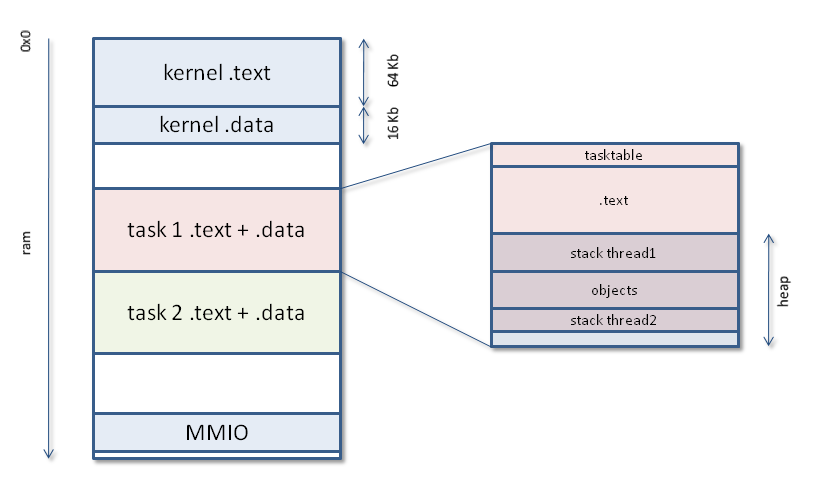 0x0
kernel .text
64 Kb
kernel .data
16 Kb
tasktable
.text
task 1 .text + .data
ram
stack thread1
objects
heap
task 2 .text + .data
stack thread2
MMIO